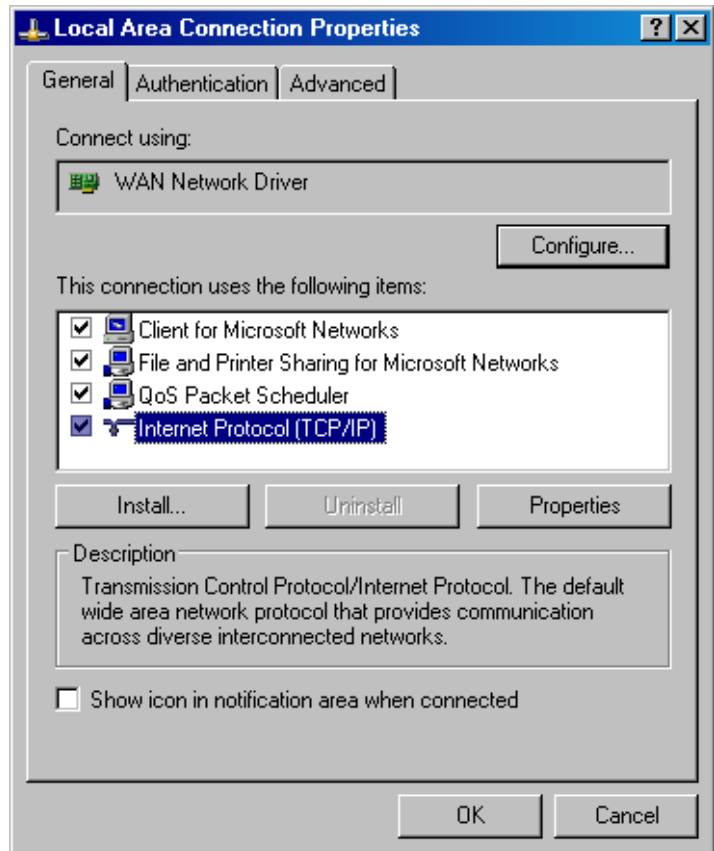 Local Area Connection Properties
General
Authentication
Advanced
Connect using:
WAN Network Driver
Configure...
This connection uses the following items:
Client for Microsoft Networks
File and Printer Sharing for Microsoft Networks
QoS Packet Scheduler
Internet Protocol (TCP/IP)
Install...
Uninstall
Properties
Description
Transmission Control Protocol/Internet Protocol. The default
wide area network protocol that provides communication
across diverse interconnected networks.
Show icon in notification area when connected
OK
Cancel